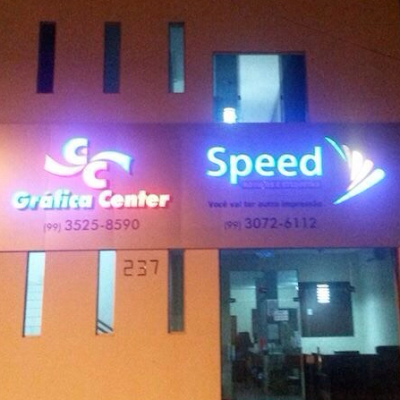 GC
Gráfica Center
(99) 3525-8590
Speed
Você vai ter outra impressão
(99) 3072-6112
237